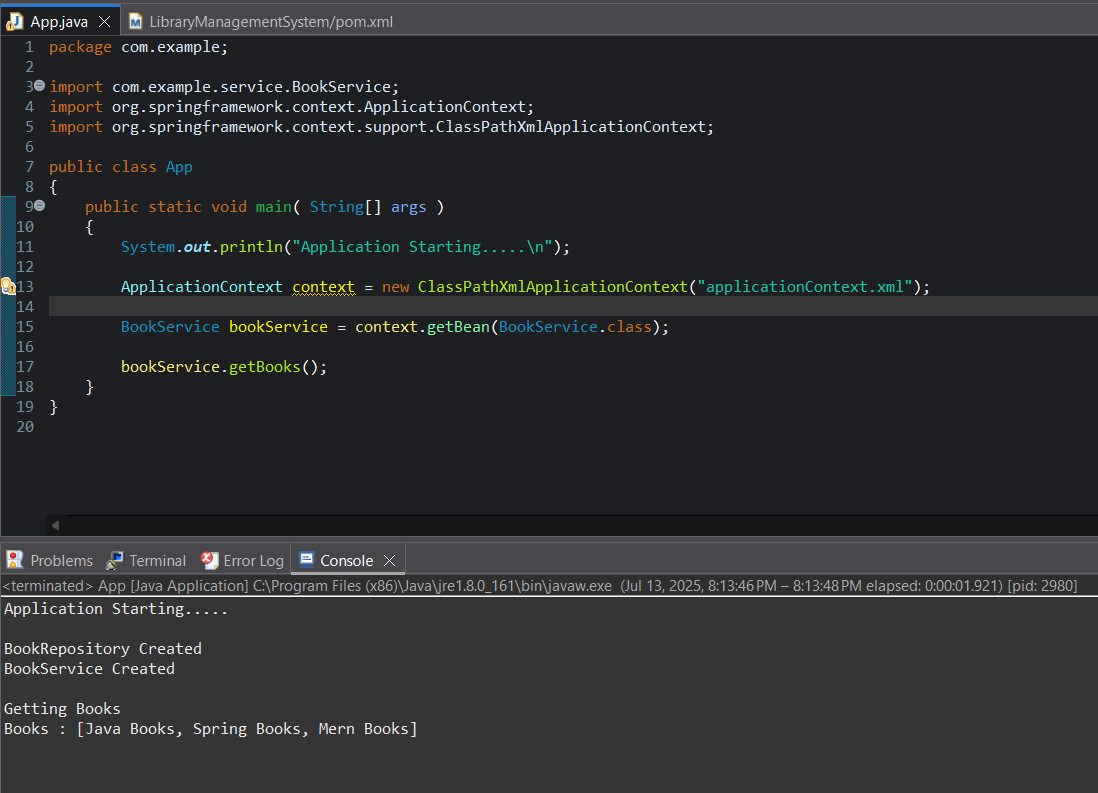 App.java
LibraryManagementSystem/pom.xml
1 package com.example;
2
3 import com.example.service.BookService;
4 import org.springframework.context.ApplicationContext;
5 import org.springframework.context.support.ClassPathXmlApplicationContext;
6
7 public class App
8 {
9     public static void main( String[] args )
10     {
11         System.out.println("Application Starting.....\n");
12
13         ApplicationContext context = new ClassPathXmlApplicationContext("applicationContext.xml");
14
15         BookService bookService = context.getBean(BookService.class);
16
17         bookService.getBooks();
18     }
19 }
20
Problems Terminal Error Log Console
<terminated> App [Java Application] C:\Program Files (x86)\Java\jre1.8.0_161\bin\javaw.exe (Jul 13, 2025, 8:13:46 PM – 8:13:48 PM elapsed: 0:00:01.921) [pid: 2980]
Application Starting.....
BookRepository Created
BookService Created
Getting Books
Books : [Java Books, Spring Books, Mern Books]